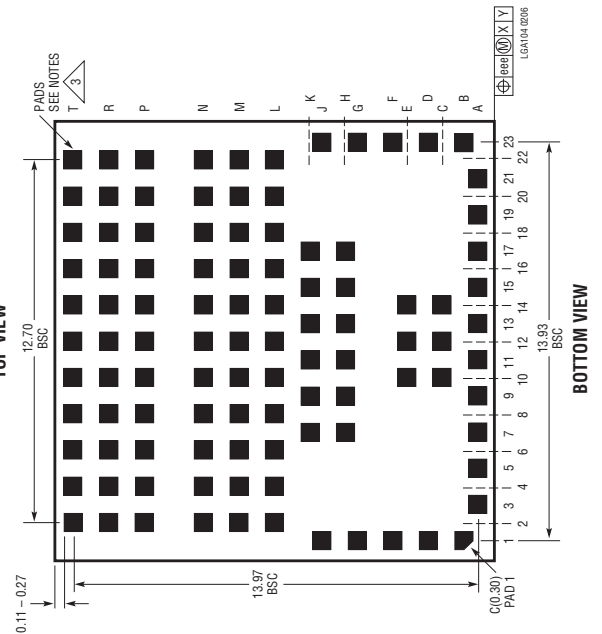 TOP VIEW
12.70
BSC
PADS
SEE NOTES
3
T
R
P
N
M
L
K
J
H
G
F
E
D
C
B
A
0.11 – 0.27
13.97
BSC
C(0.30)
PAD 1
1
2
3
4
5
6
7
8
9
10
11
12
13
14
15
16
17
18
19
20
21
22
23
13.93
BSC
eee M X Y
LGA104 0206
BOTTOM VIEW